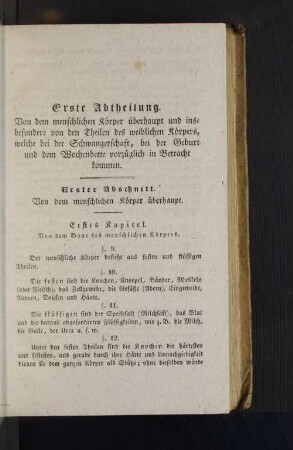 Erste Abtheilung.
Von dem menschlichen Körper überhaupt und ins-
besondere von den Theilen des weiblichen Körpers,
welche bei der Schwangerschaft, bei der Geburt
und dem Wochenbette vorzüglich in Betracht
kommen.
Erster Abschnitt.
Von dem menschlichen Körper überhaupt.
Erstes Kapitel.
Von dem Baue des menschlichen Körpers.
§. 9.
Der menschliche Körper besteht aus festen und flüssigen
Theilen.
§. 10.
Die festen sind die Knochen, Knorpel, Bänder, Muskeln
(oder Fleisch), das Zellgewebe, die Gefäße (Adern), Eingeweide,
Nerven, Drüsen und Häute.
§. 11.
Die flüssigen sind der Speisesaft (Milchsaft), das Blut
und die daraus abgesonderten Flüssigkeiten, wie z. B. die Milch,
die Galle, der Urin u. s. w.
§. 12.
Unter den festen Theilen sind die Knochen die härtesten
und festesten, und gerade durch ihre Härte und Unnachgiebigkeit
dienen sie dem ganzen Körper als Stütze; ohne dieselben würde